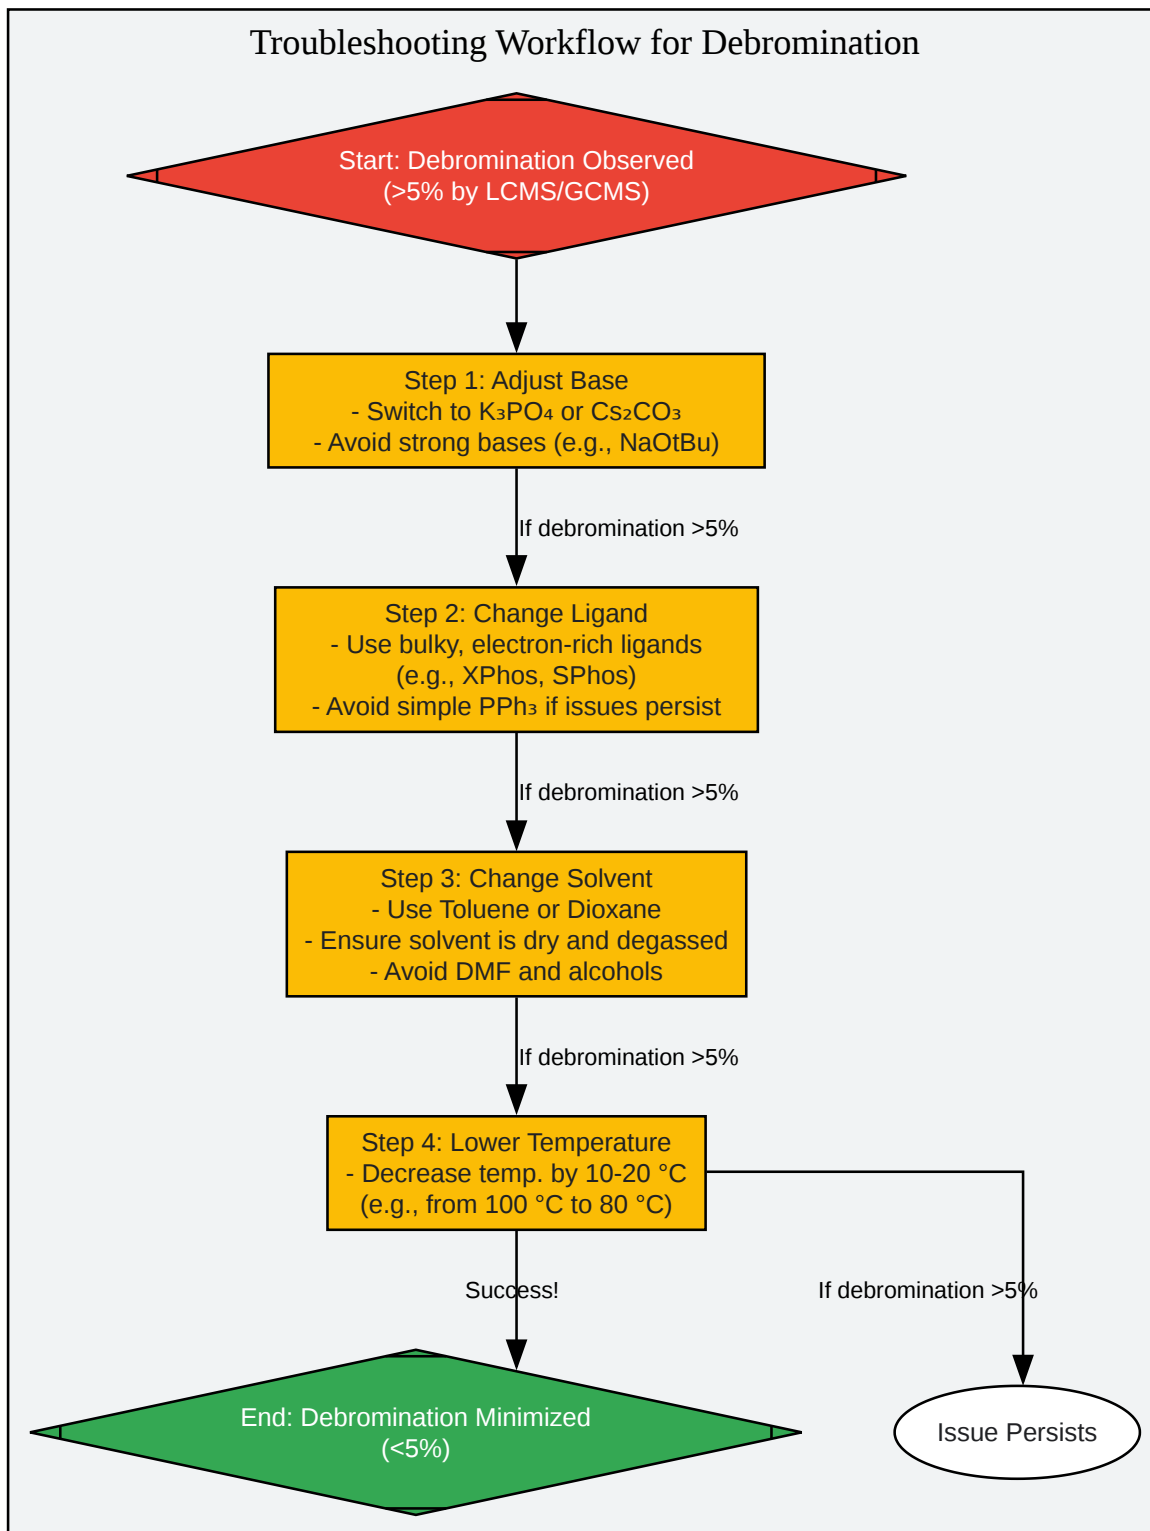 Troubleshooting Workflow for Debromination
Start: Debromination Observed
(>5% by LCMS/GCMS)
Step 1: Adjust Base
- Switch to K₃PO₄ or Cs₂CO₃
- Avoid strong bases (e.g., NaOtBu)
If debromination >5%
Step 2: Change Ligand
- Use bulky, electron-rich ligands
(e.g., XPhos, SPhos)
- Avoid simple PPh₃ if issues persist
If debromination >5%
Step 3: Change Solvent
- Use Toluene or Dioxane
- Ensure solvent is dry and degassed
- Avoid DMF and alcohols
If debromination >5%
Step 4: Lower Temperature
- Decrease temp. by 10-20 °C
(e.g., from 100 °C to 80 °C)
Success!
If debromination >5%
End: Debromination Minimized
(<5%)
Issue Persists